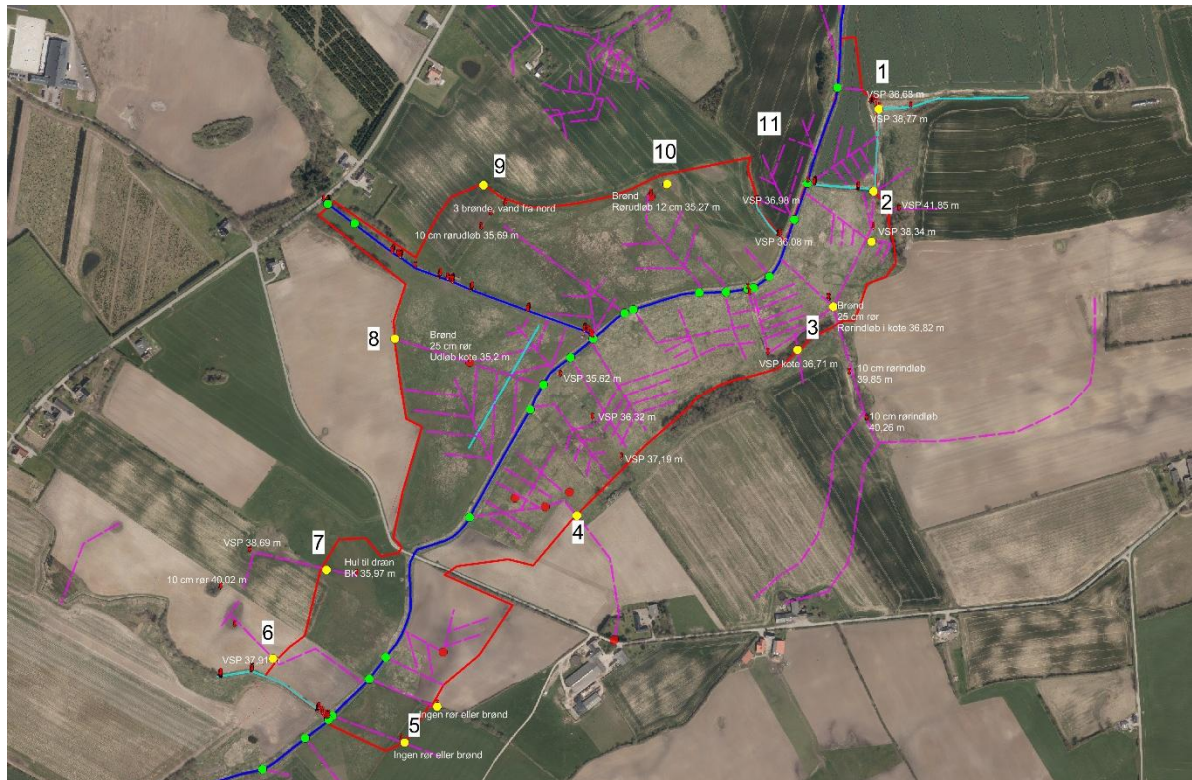 1
VSP 38,68 m
VSP 38,77 m
11
10
9
Brønd
Rørudløb 12 cm 35,27 m
3 brønde, vand fra nord
10 cm rørudløb 35,69 m
2
VSP 41,85 m
VSP 36,98 m
VSP 38,34 m
VSP 36,08 m
Brønd
25 cm rør
Rørindløb i kote 36,82 m
3
VSP kote 36,71 m
8
Brønd
25 cm rør
Udløb kote 35,2 m
VSP 35,62 m
10 cm rørindløb
39,85 m
VSP 36,32 m
10 cm rørindløb
40,26 m
VSP 37,19 m
4
VSP 38,69 m
7
Hul til dræn
BK 35,97 m
10 cm rør 40,02 m
6
VSP 37,91
Ingen rør eller brønd
5
Ingen rør eller brønd